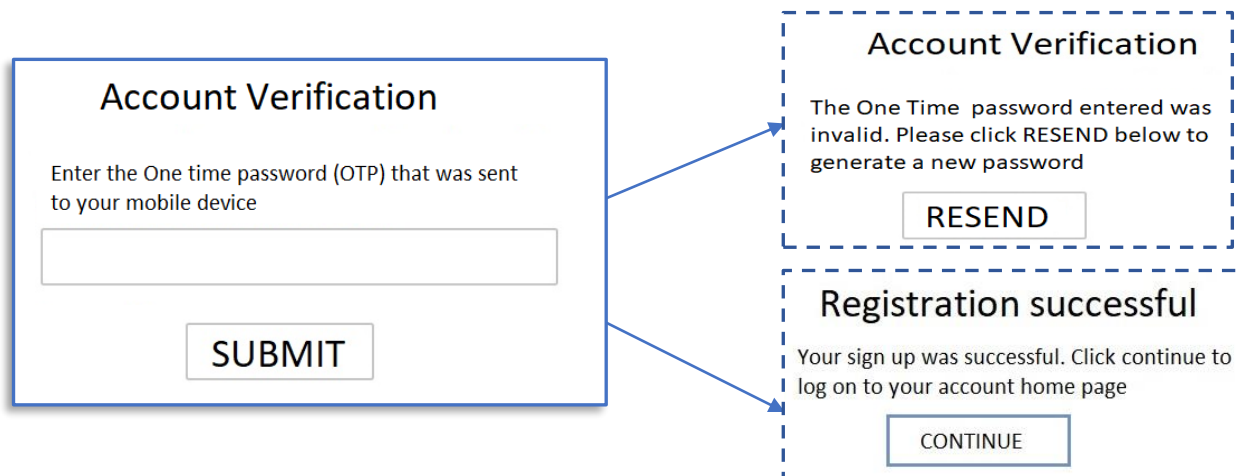 Account Verification
Enter the One time password (OTP) that was sent
to your mobile device
SUBMIT
Account Verification
The One Time password entered was
invalid. Please click RESEND below to
generate a new password
RESEND
Registration successful
Your sign up was successful. Click continue to
log on to your account home page
CONTINUE